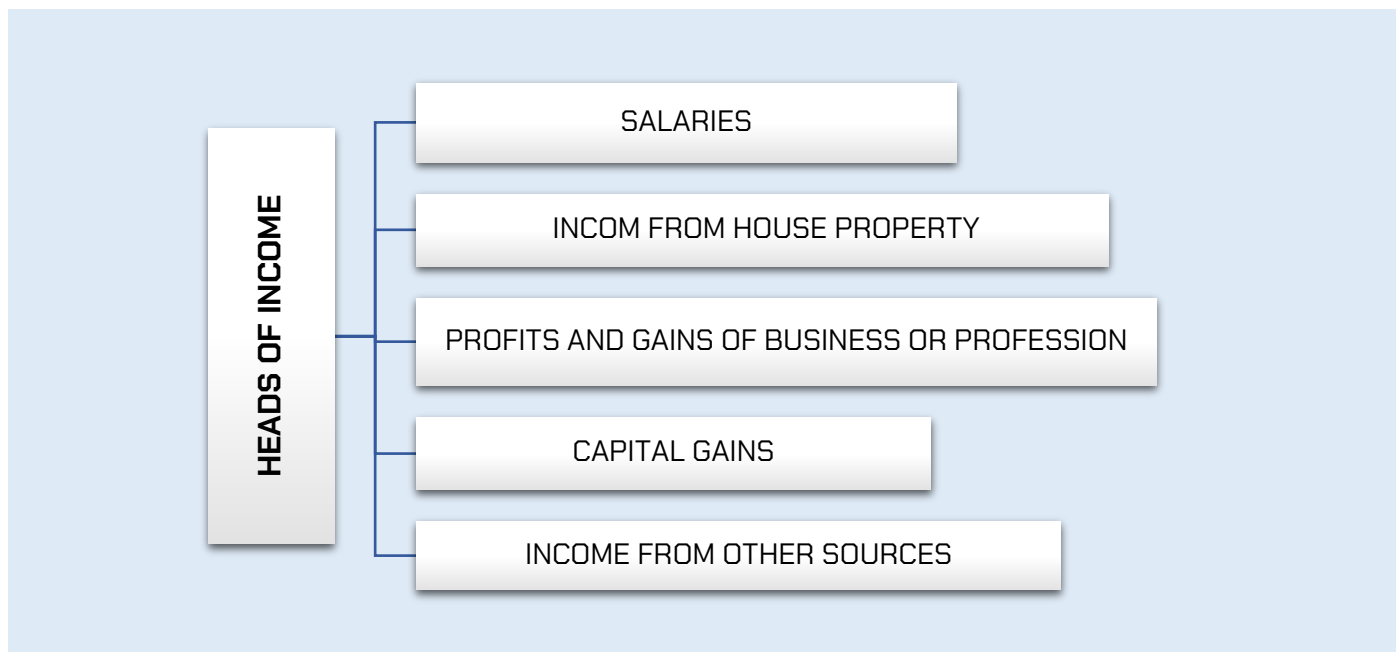 HEADS OF INCOME
SALARIES
INCOM FROM HOUSE PROPERTY
PROFITS AND GAINS OF BUSINESS OR PROFESSION
CAPITAL GAINS
INCOME FROM OTHER SOURCES